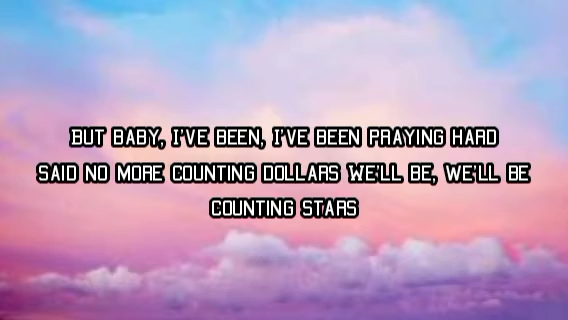 BUT BABY, I'VE BEEN, I'VE BEEN PRAYING HARD
SAID NO MORE COUNTING DOLLARS WE'LL BE, WE'LL BE
COUNTING STARS